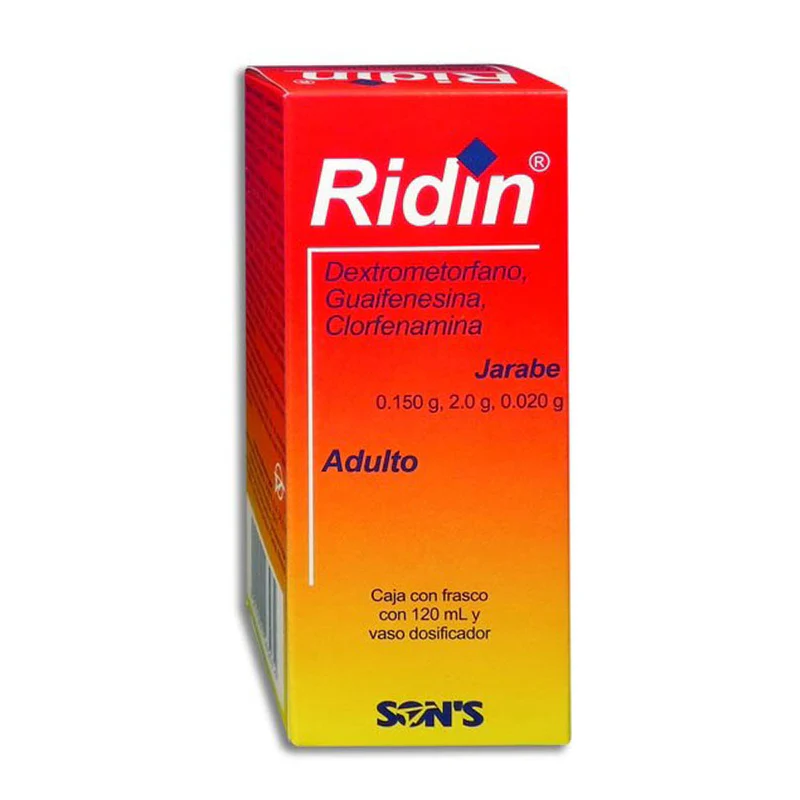 Ridin®
Ridin®
Dextrometorfano,
Guaifenesina,
Clorfenamina
Jarabe
0.150 g, 2.0 g, 0.020 g
Adulto
Caja con frasco
con 120 mL y
vaso dosificador
SON'S